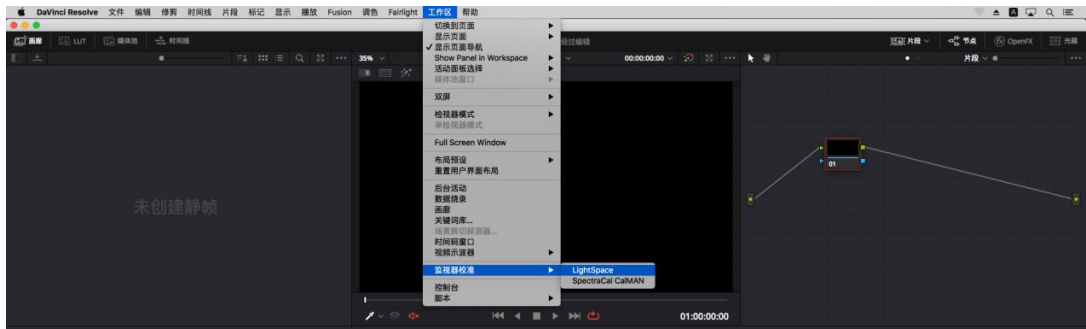 DaVinci Resolve 文件 编辑 修剪 时间线 片段 标记 显示 播放 Fusion 调色 Fairlight 工作区 帮助
画廊 LUT 媒体池 时间线
经过编辑
片段 节点 OpenFX 光箱
35%
00:00:00:00
片段
切换到页面
显示页面
✓ 显示页面导航
Show Panel in Workspace
活动面板选择
媒体池窗口
双屏
检视器模式
单检视器模式
Full Screen Window
布局预设
重置用户界面布局
后台活动
数据烧录
画廊
关键词库...
场景剪切探测器...
时间码窗口
视频示波器
监视器校准
LightSpace
SpectraCal CalMAN
控制台
脚本
未创建静帧
01
01:00:00:00